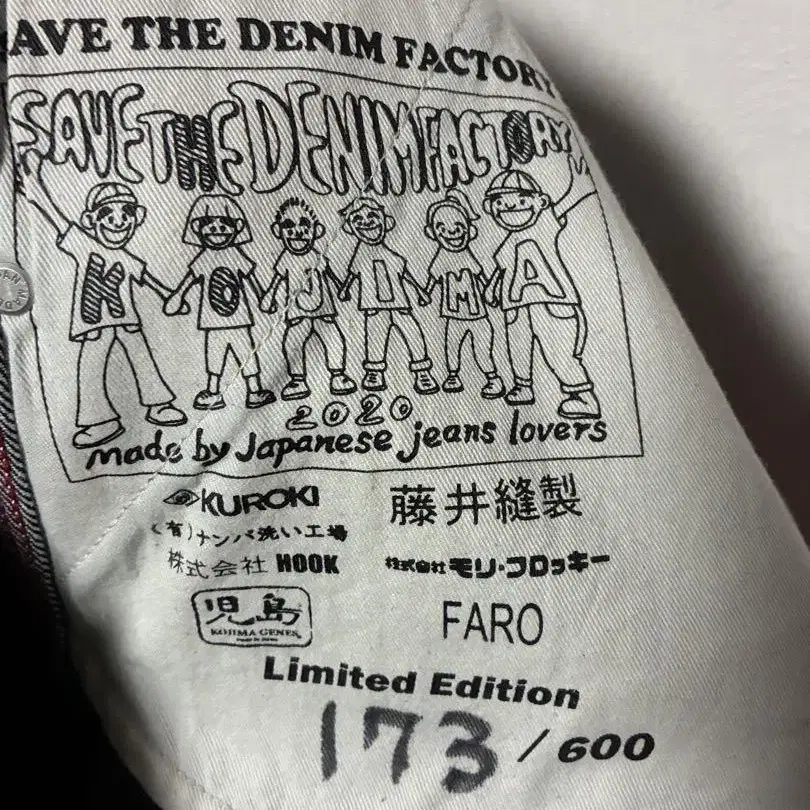 AVE THE DENIM FACTORY
SAVE THE DENIM FACTORY
K O J I M A
2020
made by Japanese jeans lovers
KUROKI 藤井縫製
(有)ナンバ洗い工場
株式会社 HOOK 株式会社 モリ・フロッキー
児島 FARO
KOJIMA GENES
Limited Edition
173 / 600